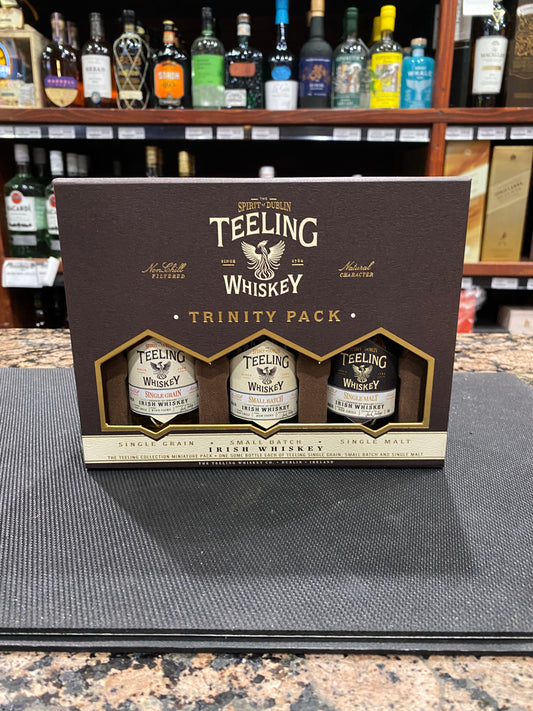 THE
SPIRIT OF DUBLIN
TEELING
SINCE 1782
WHISKEY
Non Chill
FILTERED
Natural
CHARACTER
· TRINITY PACK ·
TEELING
WHISKEY
SINGLE GRAIN
IRISH WHISKEY
TEELING
WHISKEY
SMALL BATCH
IRISH WHISKEY
TEELING
WHISKEY
SINGLE MALT
IRISH WHISKEY
SINGLE GRAIN • SMALL BATCH • SINGLE MALT
IRISH WHISKEY
THE TEELING COLLECTION MINIATURE PACK • ONE 50ML BOTTLE EACH OF TEELING SINGLE GRAIN, SMALL BATCH AND SINGLE MALT
THE TEELING WHISKEY CO. • DUBLIN • IRELAND
BACARDI